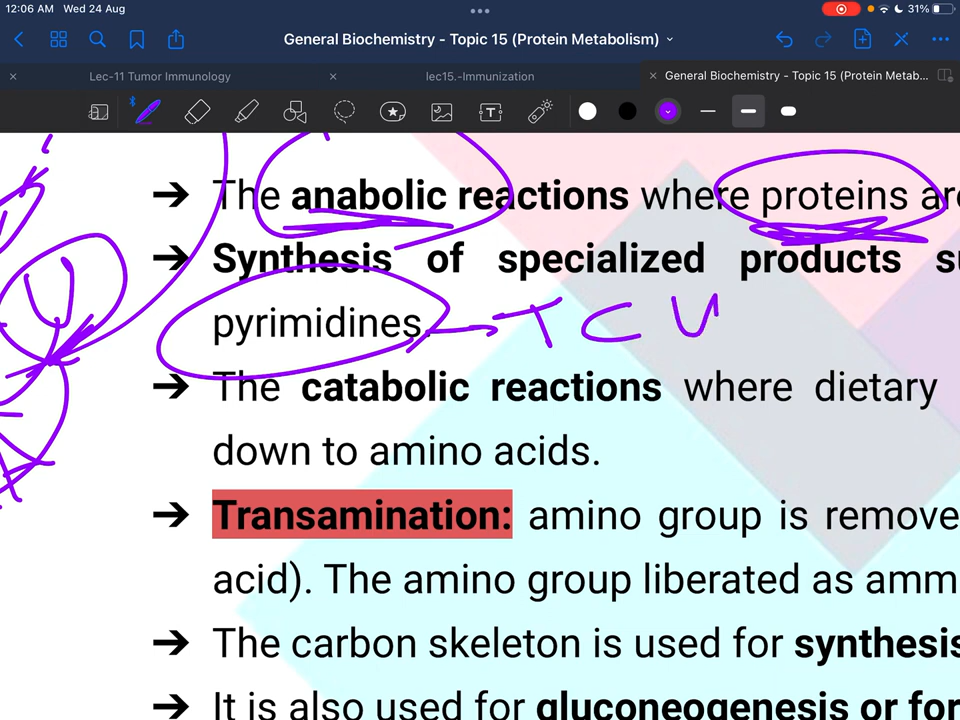 12:06 AM Wed 24 Aug
31%
General Biochemistry - Topic 15 (Protein Metabolism)
Lec-11 Tumor Immunology
lec15.-Immunization
General Biochemistry - Topic 15 (Protein Metab...
T
➔ The anabolic reactions where proteins ar
➔ Synthesis of specialized products su
pyrimidines. → T C U
➔ The catabolic reactions where dietary
down to amino acids.
➔ Transamination: amino group is remove
acid). The amino group liberated as amm
➔ The carbon skeleton is used for synthesis
➔ It is also used for gluconeogenesis or for